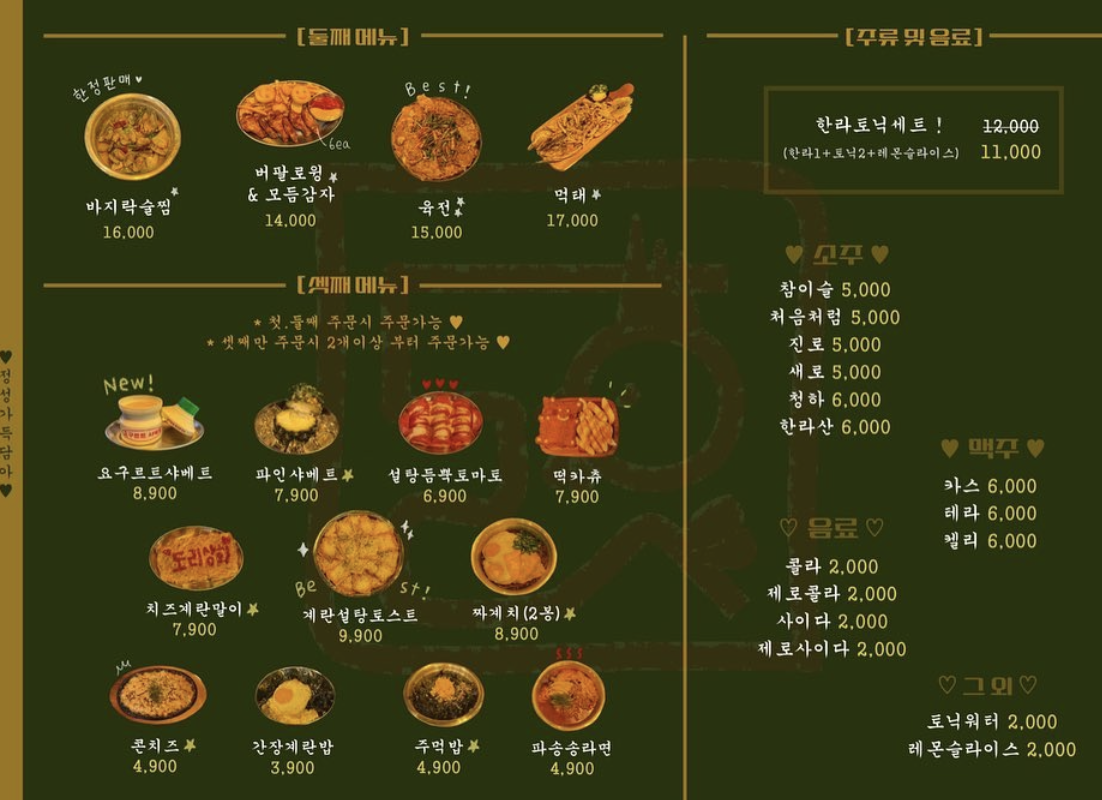 ♥정성가득담아♥
[둘째 메뉴]
한정판매♥
Best!
6ea
바지락술찜
16,000
버팔로윙
& 모듬감자
14,000
육전
15,000
먹태
17,000
[셋째 메뉴]
* 첫.둘째 주문시 주문가능 ♥
* 셋째만 주문시 2개이상 부터 주문가능 ♥
New!
요구르트샤베트
8,900
파인샤베트
7,900
설탕듬뿍토마토
6,900
떡카츄
7,900
치즈계란말이
7,900
Be st!
계란설탕토스트
9,900
짜계치(2봉)
8,900
콘치즈
4,900
간장계란밥
3,900
주먹밥
4,900
파송송라면
4,900
[주류 및 음료]
한라토닉세트! 12,000
(한라1+토닉2+레몬슬라이스) 11,000
♥ 소주 ♥
참이슬 5,000
처음처럼 5,000
진로 5,000
새로 5,000
청하 6,000
한라산 6,000
♥ 맥주 ♥
카스 6,000
테라 6,000
켈리 6,000
♡ 음료 ♡
콜라 2,000
제로콜라 2,000
사이다 2,000
제로사이다 2,000
♡ 그 외 ♡
토닉워터 2,000
레몬슬라이스 2,000